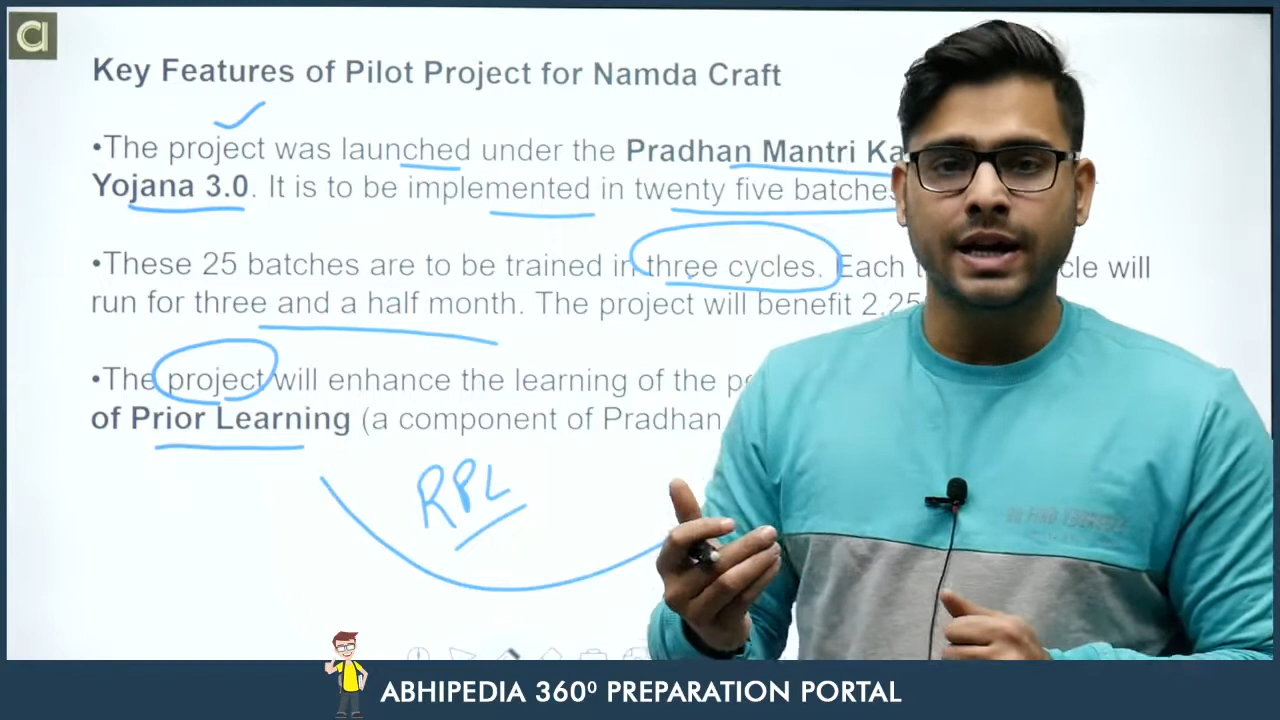 Key Features of Pilot Project for Namda Craft
•The project was launched under the Pradhan Mantri Ka
Yojana 3.0. It is to be implemented in twenty five batches
•These 25 batches are to be trained in three cycles. Each cle will
run for three and a half month. The project will benefit 2,25
•The project will enhance the learning of the pe
of Prior Learning (a component of Pradhan
RPL
ABHIPEDIA 360⁰ PREPARATION PORTAL